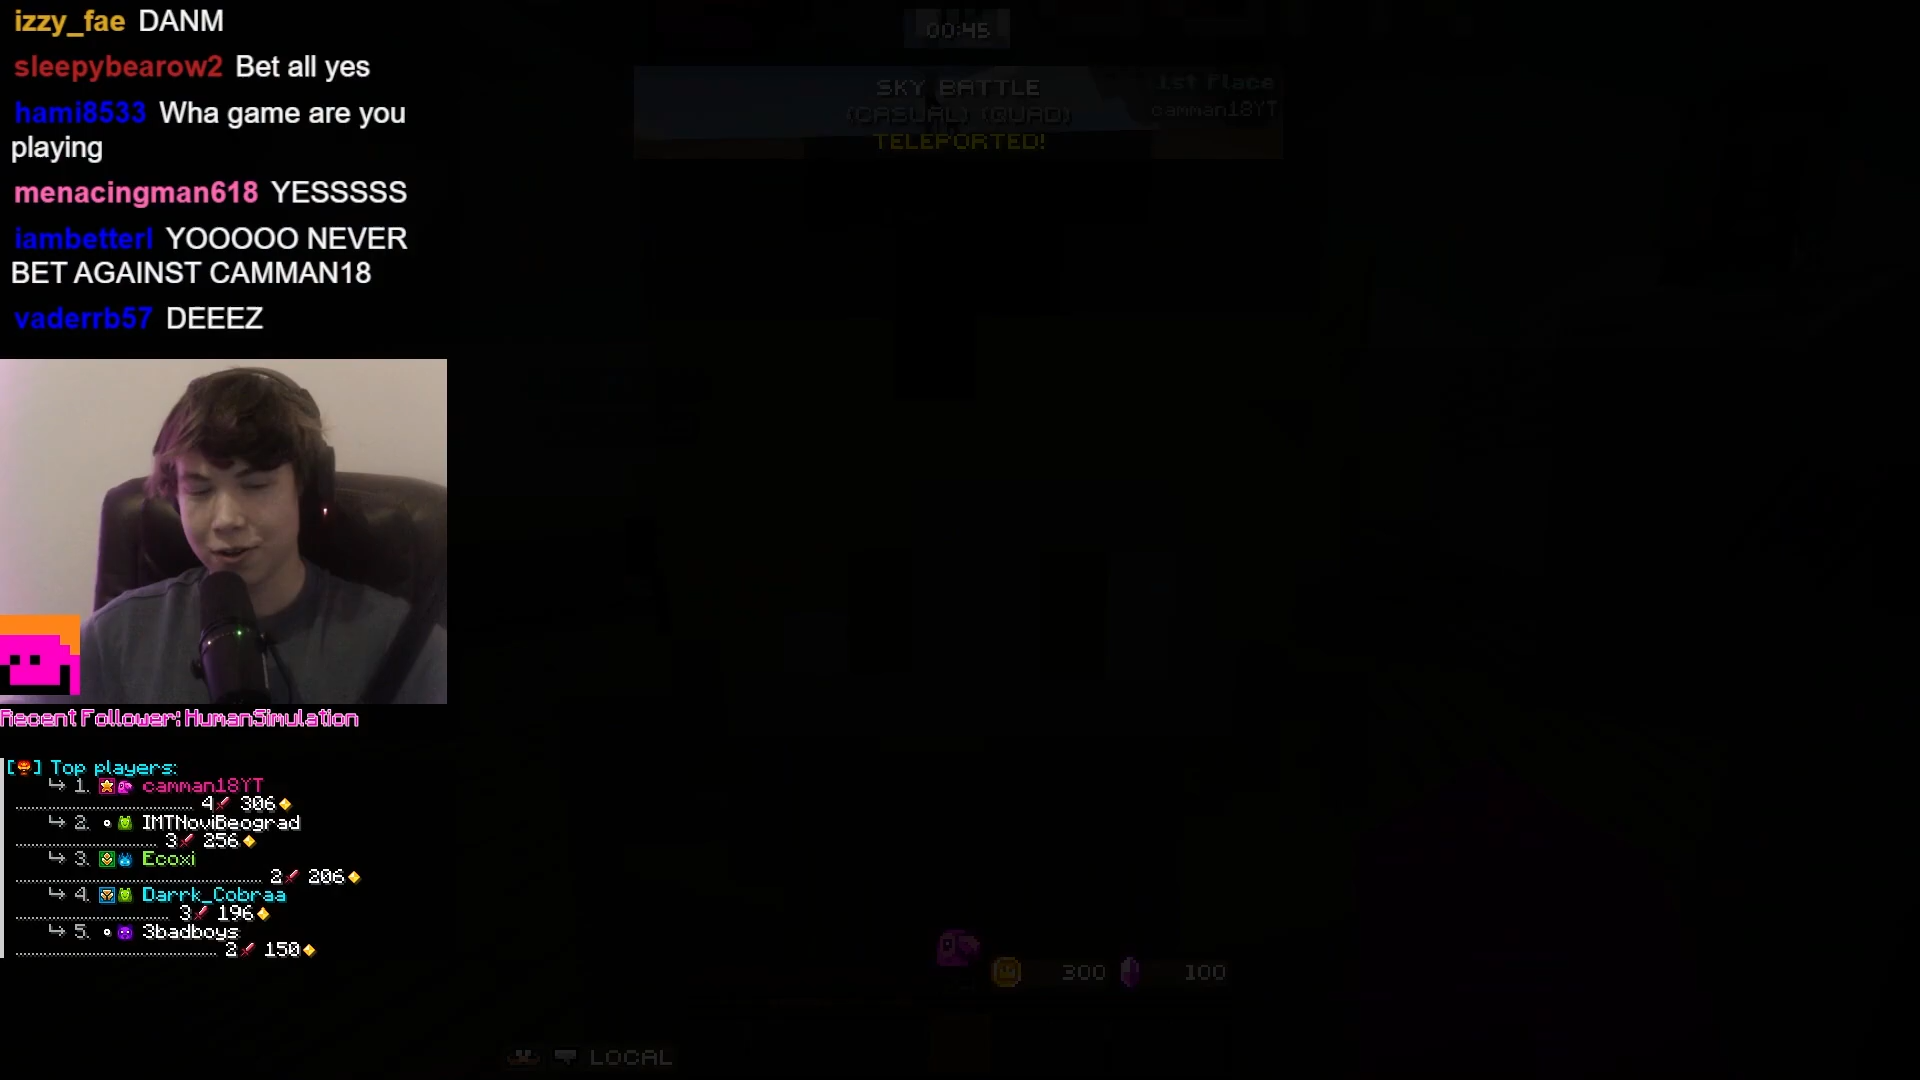 izzy_fae DANM
sleepybearow2 Bet all yes
hami8533 Wha game are you
playing
menacingman618 YESSSSS
iambetterl YOOOOO NEVER
BET AGAINST CAMMAN18
vaderrb57 DEEEZ
Recent Follower: HumanSimulation
[] Top players:
1. camman18YT
4 306
2. IMTNoviBeograd
3 256
3. Ecoxi
2 206
4. Darrk_Cobraa
3 196
5. 3badboys
2 150
00:45
SKY BATTLE
(CASUAL) (QUAD)
TELEPORTED!
1st Place
camman18YT
300 100
LOCAL